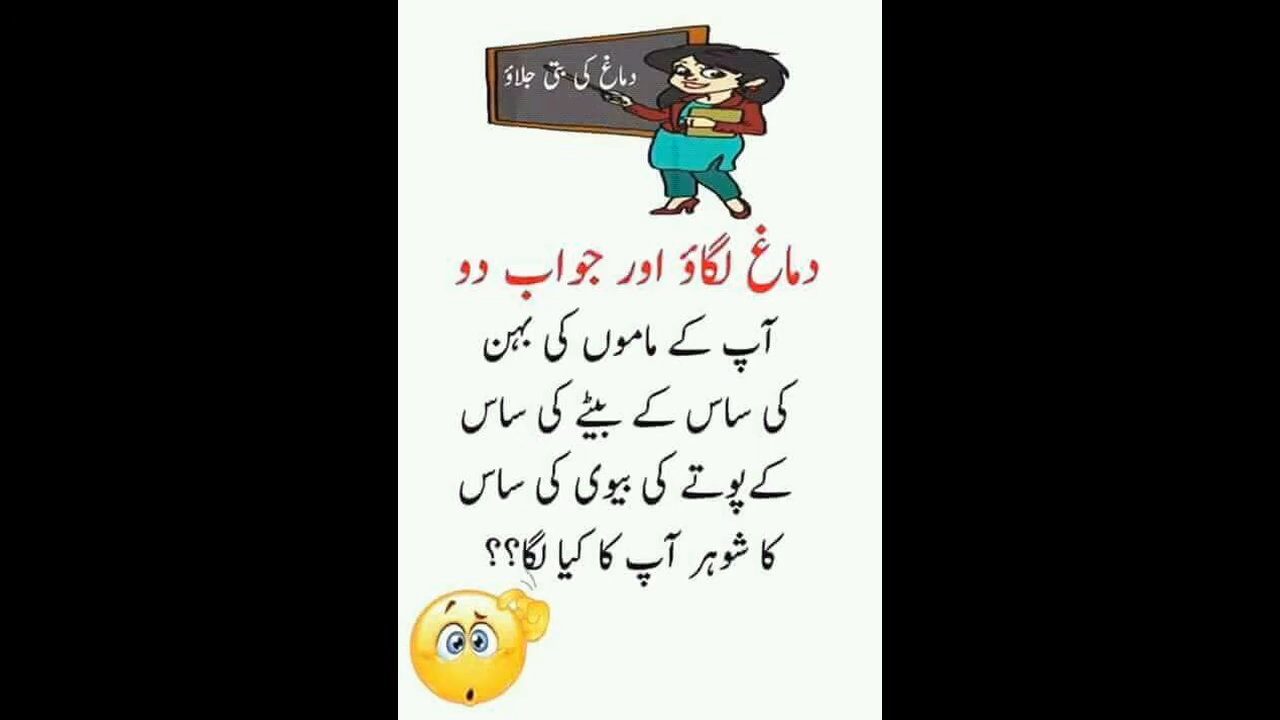 دماغ کی بتی جلاؤ
دماغ لگاؤ اور جواب دو
آپ کے ماموں کی بہن
کی ساس کے بیٹے کی ساس
کے پوتے کی بیوی کی ساس
کا شوہر آپ کا کیا لگا؟؟